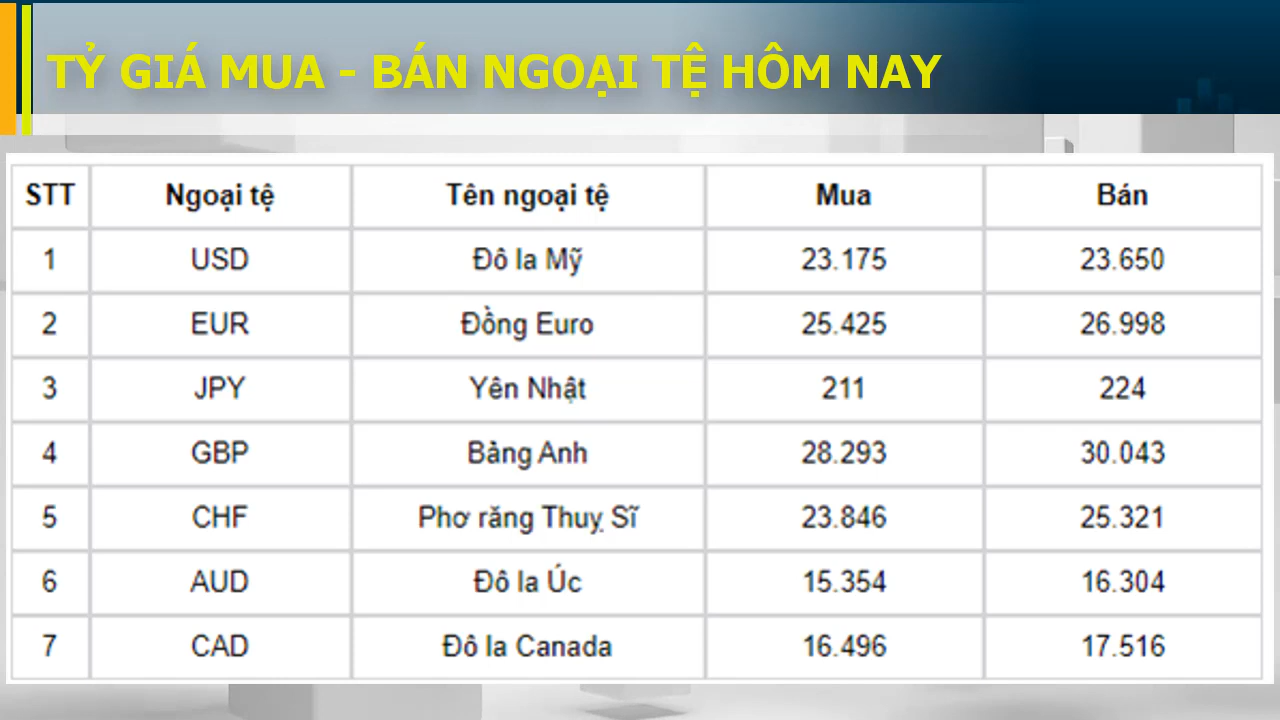 TỶ GIÁ MUA - BÁN NGOẠI TỆ HÔM NAY
STT Ngoại tệ Tên ngoại tệ Mua Bán
1 USD Đô la Mỹ 23.175 23.650
2 EUR Đồng Euro 25.425 26.998
3 JPY Yên Nhật 211 224
4 GBP Bảng Anh 28.293 30.043
5 CHF Phơ răng Thuỵ Sĩ 23.846 25.321
6 AUD Đô la Úc 15.354 16.304
7 CAD Đô la Canada 16.496 17.516